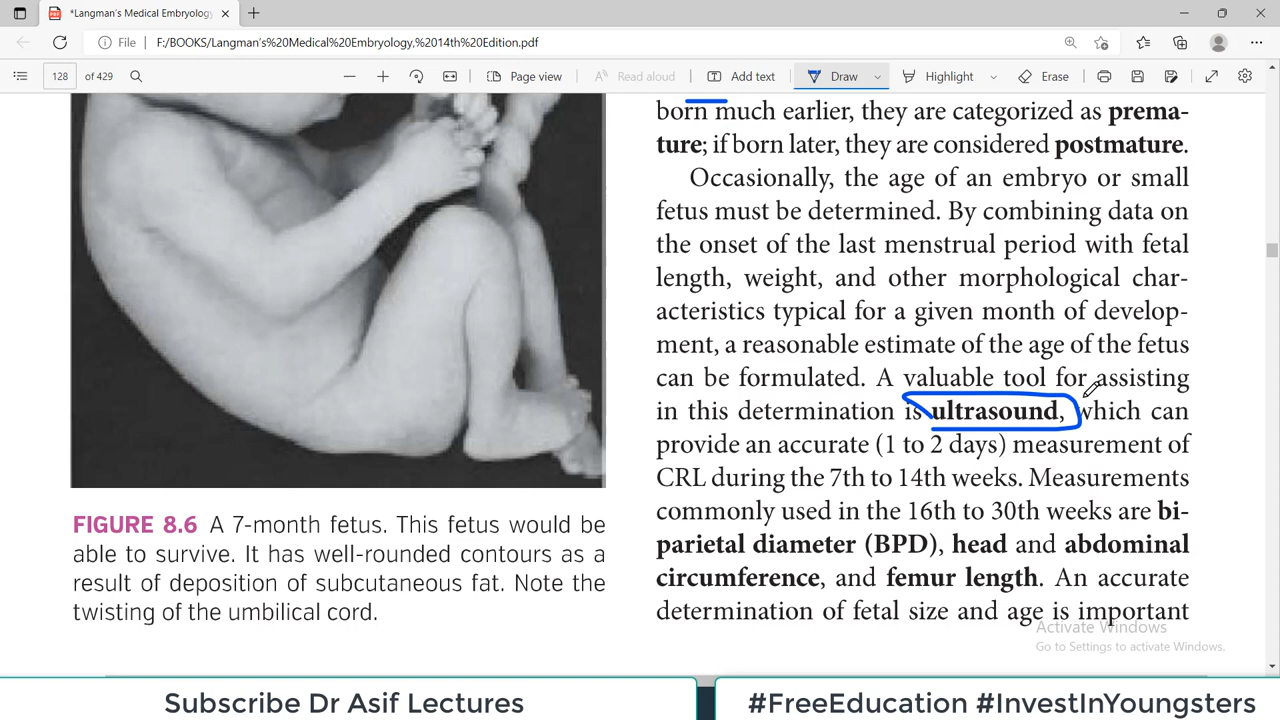 *Langman's Medical Embryology
File
F:/BOOKS/Langman's%20Medical%20Embryology,%2014th%20Edition.pdf
128 of 429
Page view
Read aloud
Add text
Draw
Highlight
Erase
born much earlier, they are categorized as prema-
ture; if born later, they are considered postmature.
Occasionally, the age of an embryo or small
fetus must be determined. By combining data on
the onset of the last menstrual period with fetal
length, weight, and other morphological char-
acteristics typical for a given month of develop-
ment, a reasonable estimate of the age of the fetus
can be formulated. A valuable tool for assisting
in this determination is ultrasound, which can
provide an accurate (1 to 2 days) measurement of
CRL during the 7th to 14th weeks. Measurements
commonly used in the 16th to 30th weeks are bi-
parietal diameter (BPD), head and abdominal
circumference, and femur length. An accurate
determination of fetal size and age is important
FIGURE 8.6 A 7-month fetus. This fetus would be
able to survive. It has well-rounded contours as a
result of deposition of subcutaneous fat. Note the
twisting of the umbilical cord.
Activate Windows
Go to Settings to activate Windows.
Subscribe Dr Asif Lectures
#FreeEducation #InvestInYoungsters